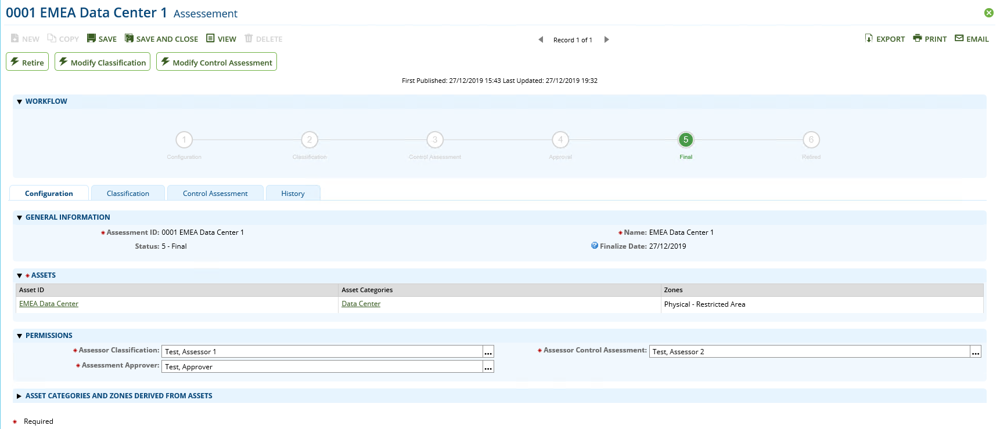 0001 EMEA Data Center 1 Assessement
NEW COPY SAVE SAVE AND CLOSE VIEW DELETE Record 1 of 1 EXPORT PRINT EMAIL
Retire Modify Classification Modify Control Assessment
First Published: 27/12/2019 15:43 Last Updated: 27/12/2019 19:32
WORKFLOW
1 2 3 4 5 6
Configuration Classification Control Assessment Approval Final Retired
Configuration Classification Control Assessment History
GENERAL INFORMATION
* Assessment ID: 0001 EMEA Data Center 1 * Name: EMEA Data Center 1
Status: 5 - Final ? Finalize Date: 27/12/2019
* ASSETS
Asset ID Asset Categories Zones
EMEA Data Center Data Center Physical - Restricted Area
PERMISSIONS
* Assessor Classification: Test, Assessor 1 ... * Assessor Control Assessment: Test, Assessor 2 ...
* Assessment Approver: Test, Approver ...
ASSET CATEGORIES AND ZONES DERIVED FROM ASSETS
* Required